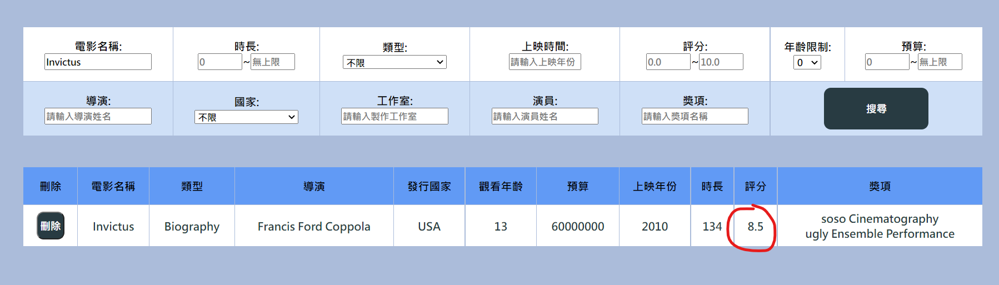 電影名稱: 時長: 類型: 上映時間: 評分: 年齡限制: 預算:
Invictus 0 ~ 無上限 不限 請輸入上映年份 0.0 ~ 10.0 0 0 ~ 無上限
導演: 國家: 工作室: 演員: 獎項: 搜尋
請輸入導演姓名 不限 請輸入製作工作室 請輸入演員姓名 請輸入獎項名稱
刪除 電影名稱 類型 導演 發行國家 觀看年齡 預算 上映年份 時長 評分 獎項
刪除 Invictus Biography Francis Ford Coppola USA 13 60000000 2010 134 8.5 soso Cinematography
ugly Ensemble Performance